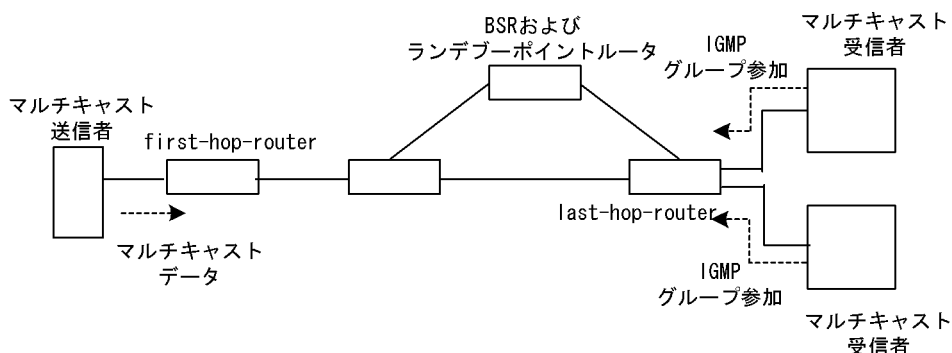 BSRおよび
ランデブーポイントルータ
マルチキャスト
受信者
IGMP
グループ参加
マルチキャスト
送信者
first-hop-router
last-hop-router
マルチキャスト
データ
IGMP
グループ参加
マルチキャスト
受信者